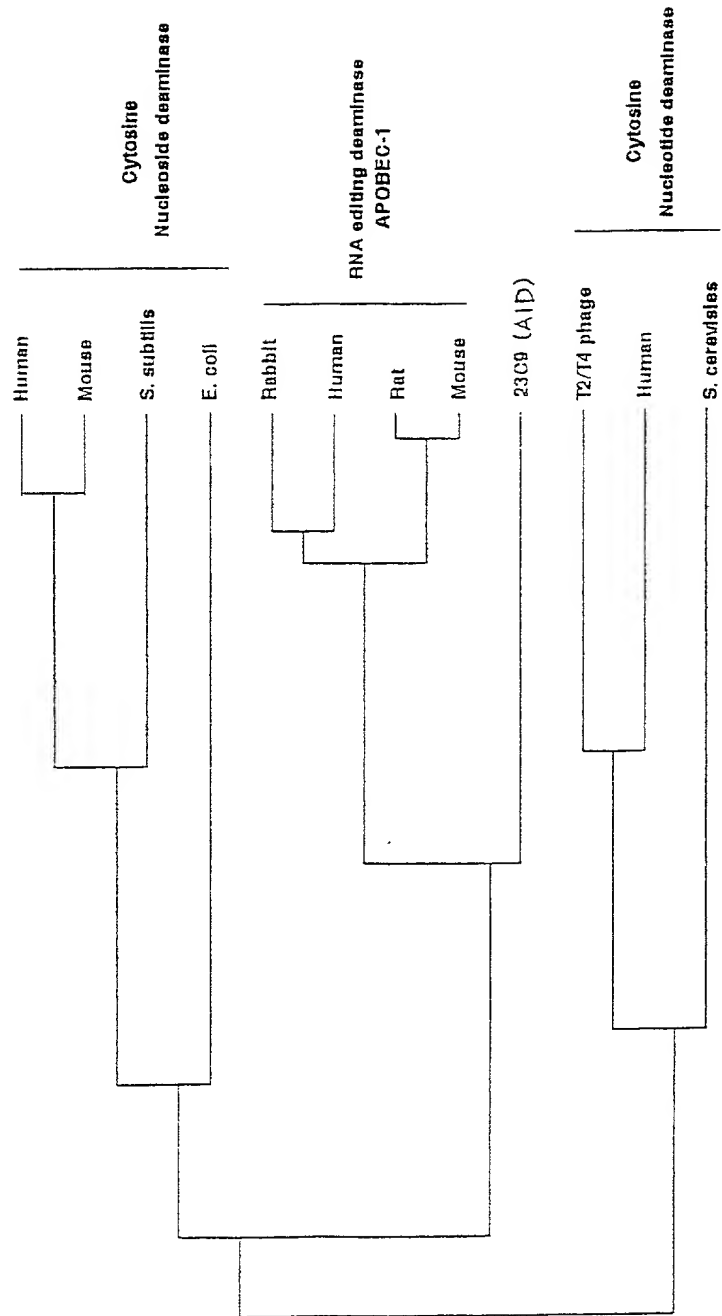 Human
Mouse
S. subtilis
E. coli
Cytosine
Nucleoside deaminase
Rabbit
Human
Rat
Mouse
RNA editing deaminase
APOBEC-1
23C9 (AID)
T2/T4 phage
Human
S. cerevisies
Cytosine
Nucleotide deaminase